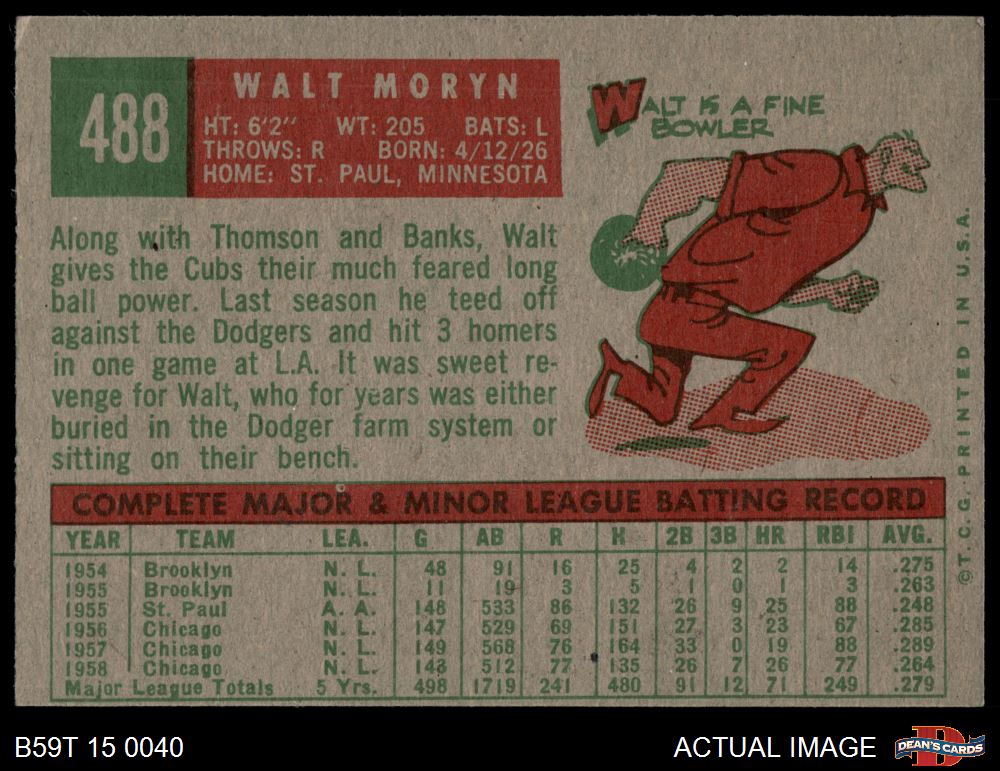 488
WALT MORYN
HT: 6'2" WT: 205 BATS: L
THROWS: R BORN: 4/12/26
HOME: ST. PAUL, MINNESOTA
WALT IS A FINE
BOWLER
Along with Thomson and Banks, Walt
gives the Cubs their much feared long
ball power. Last season he teed off
against the Dodgers and hit 3 homers
in one game at L.A. It was sweet re-
venge for Walt, who for years was either
buried in the Dodger farm system or
sitting on their bench.
COMPLETE MAJOR & MINOR LEAGUE BATTING RECORD
YEAR TEAM LEA. G AB R H 2B 3B HR RBI AVG.
1954 Brooklyn N. L. 48 91 16 25 4 2 2 14 .275
1955 Brooklyn N. L. 11 19 3 5 1 0 1 3 .263
1955 St. Paul A. A. 148 533 86 132 26 9 25 88 .248
1956 Chicago N. L. 147 529 69 151 27 3 23 67 .285
1957 Chicago N. L. 149 568 76 164 33 0 19 88 .289
1958 Chicago N. L. 143 512 77 135 26 7 26 77 .264
Major League Totals 5 Yrs. 498 1719 241 480 91 12 71 249 .279
©T.C.G. PRINTED IN U.S.A.
B59T 15 0040
ACTUAL IMAGE
DEAN'S CARDS